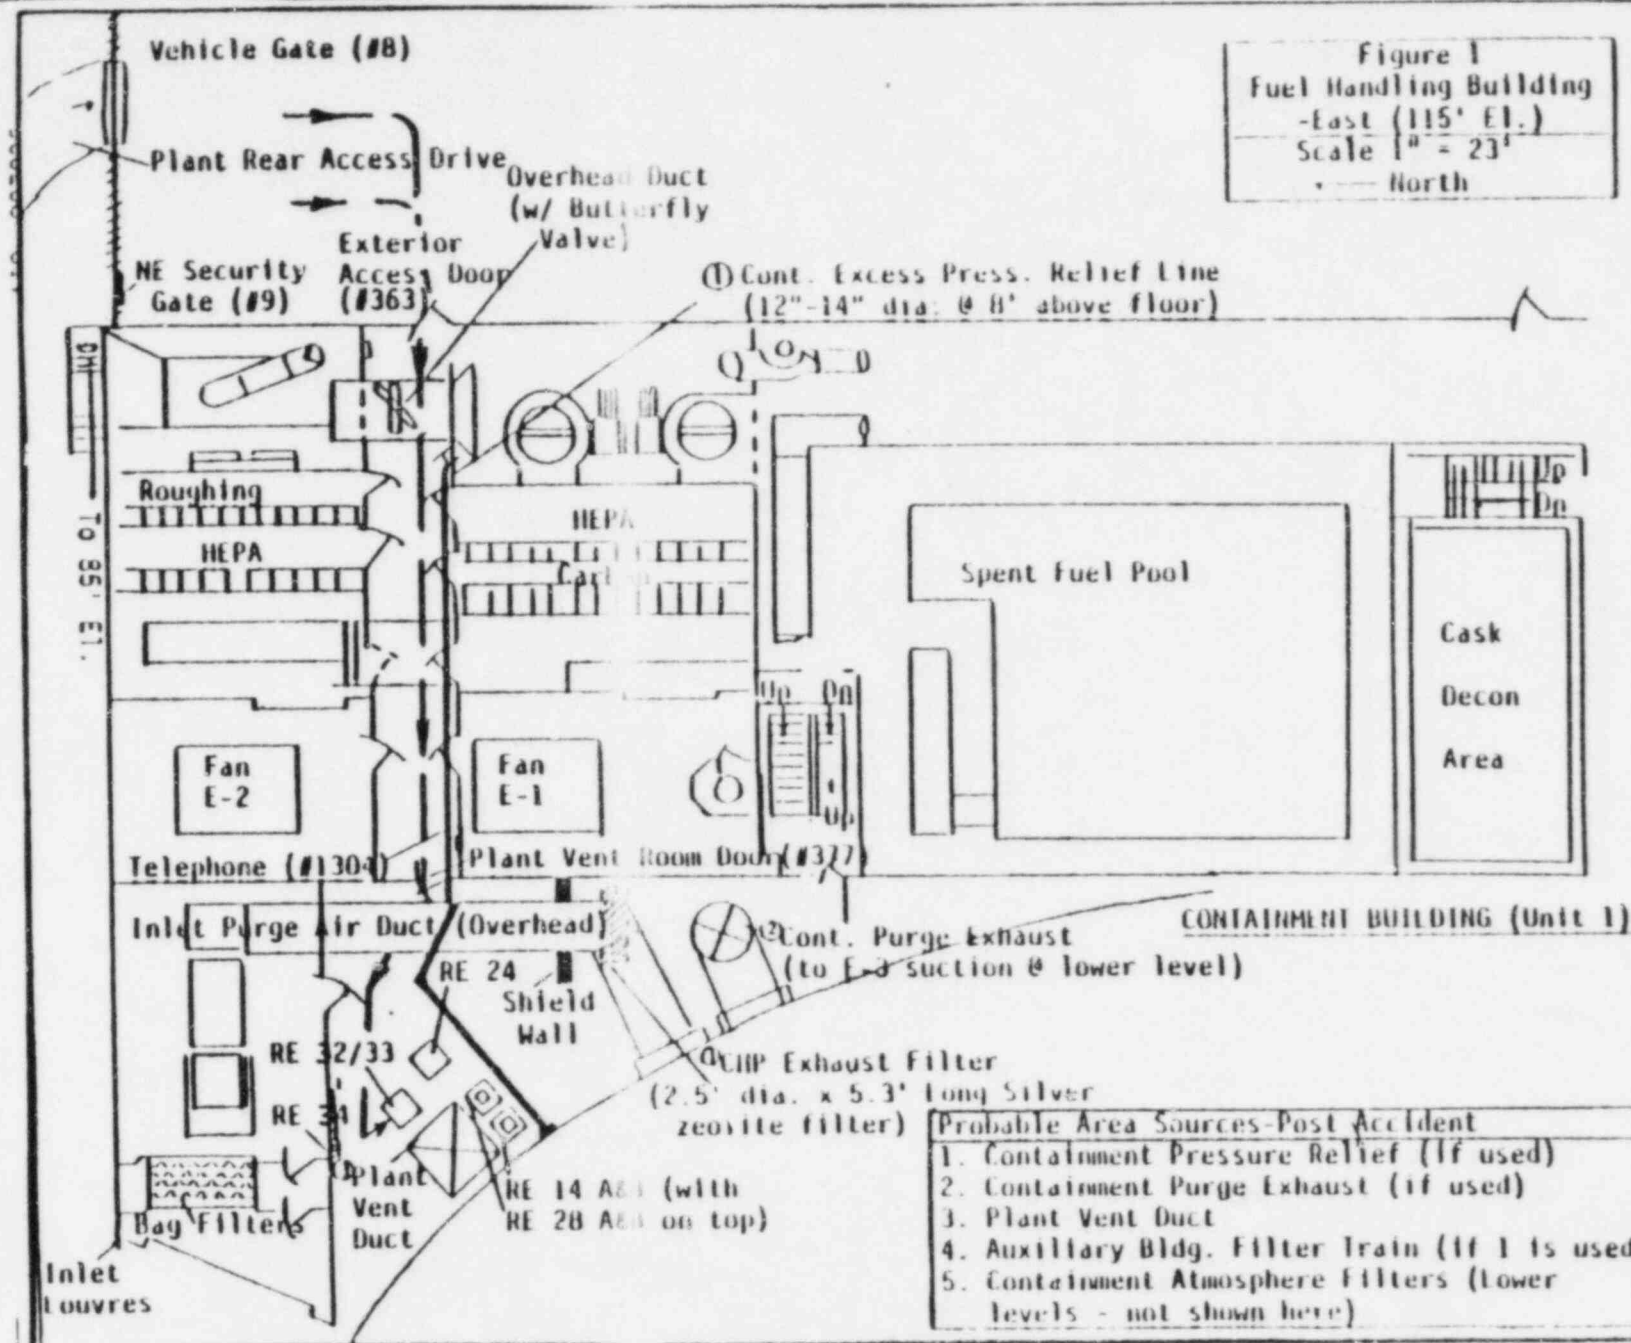 Vehicle Gate (#8)
Figure 1
Fuel Handling Building
-East (115' El.)
Scale 1" = 23'
North
Plant Rear Access Drive
Overhead Duct
(w/ Butterfly
Valve)
Exterior
Access Door
(#363)
NE Security
Gate (#9)
① Cont. Excess Press. Relief Line
(12"-14" dia. @ 8' above floor)
To 85' El.
Roughing
HEPA
HEPA
Spent Fuel Pool
Up
Dn
Cask
Decon
Area
Up Dn
Up
Fan
E-2
Fan
E-1
Telephone (#1304)
Plant Vent Room Door (#377)
Inlet Purge Air Duct (Overhead)
CONTAINMENT BUILDING (Unit 1)
② Cont. Purge Exhaust
(to E-3 suction @ lower level)
RE 24
Shield
Wall
RE 32/33
RE 34
CHP Exhaust Filter
(2.5' dia. x 5.3' Long Silver
zeolite filter)
Plant
Vent
Duct
RE 14 A&B (with
RE 28 A&B on top)
Bag Filters
Inlet
Louvres
Probable Area Sources-Post Accident
1. Containment Pressure Relief (if used)
2. Containment Purge Exhaust (if used)
3. Plant Vent Duct
4. Auxiliary Bldg. Filter Train (if 1 is used
5. Containment Atmosphere Filters (Lower
levels - not shown here)